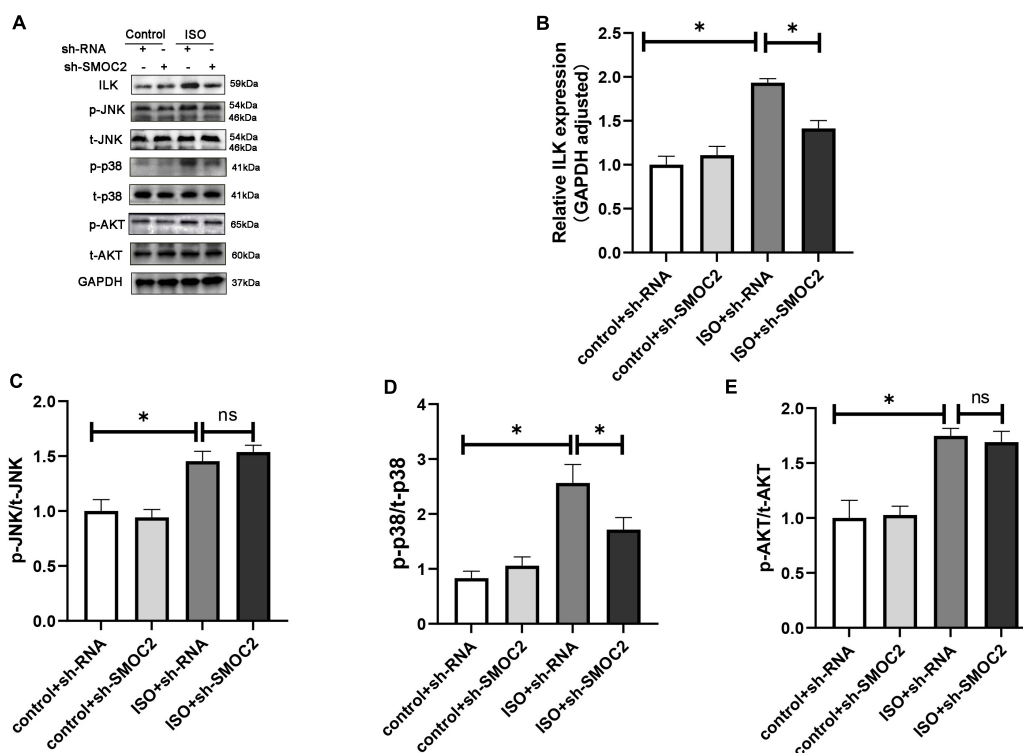 A
Control ISO
sh-RNA + - + -
sh-SMOC2 - + - +
ILK 59kDa
p-JNK 54kDa
46kDa
t-JNK 54kDa
46kDa
p-p38 41kDa
t-p38 41kDa
p-AKT 65kDa
t-AKT 60kDa
GAPDH 37kDa
B
Relative ILK expression
(GAPDH adjusted)
2.5
2.0
1.5
1.0
0.5
0.0
* *
control+sh-RNA
control+sh-SMOC2
ISO+sh-RNA
ISO+sh-SMOC2
C
p-JNK/t-JNK
2.0
1.5
1.0
0.5
0.0
* ns
control+sh-RNA
control+sh-SMOC2
ISO+sh-RNA
ISO+sh-SMOC2
D
p-p38/t-p38
4
3
2
1
0
* *
control+sh-RNA
control+sh-SMOC2
ISO+sh-RNA
ISO+sh-SMOC2
E
p-AKT/t-AKT
2.0
1.5
1.0
0.5
0.0
* ns
control+sh-RNA
control+sh-SMOC2
ISO+sh-RNA
ISO+sh-SMOC2